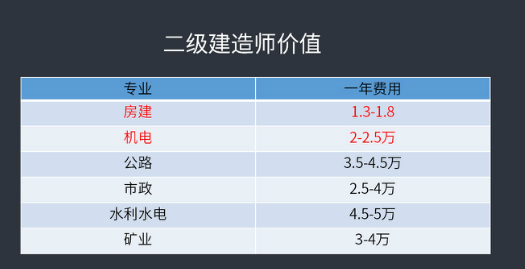 二级建造师价值
专业 一年费用
房建 1.3-1.8
机电 2-2.5万
公路 3.5-4.5万
市政 2.5-4万
水利水电 4.5-5万
矿业 3-4万